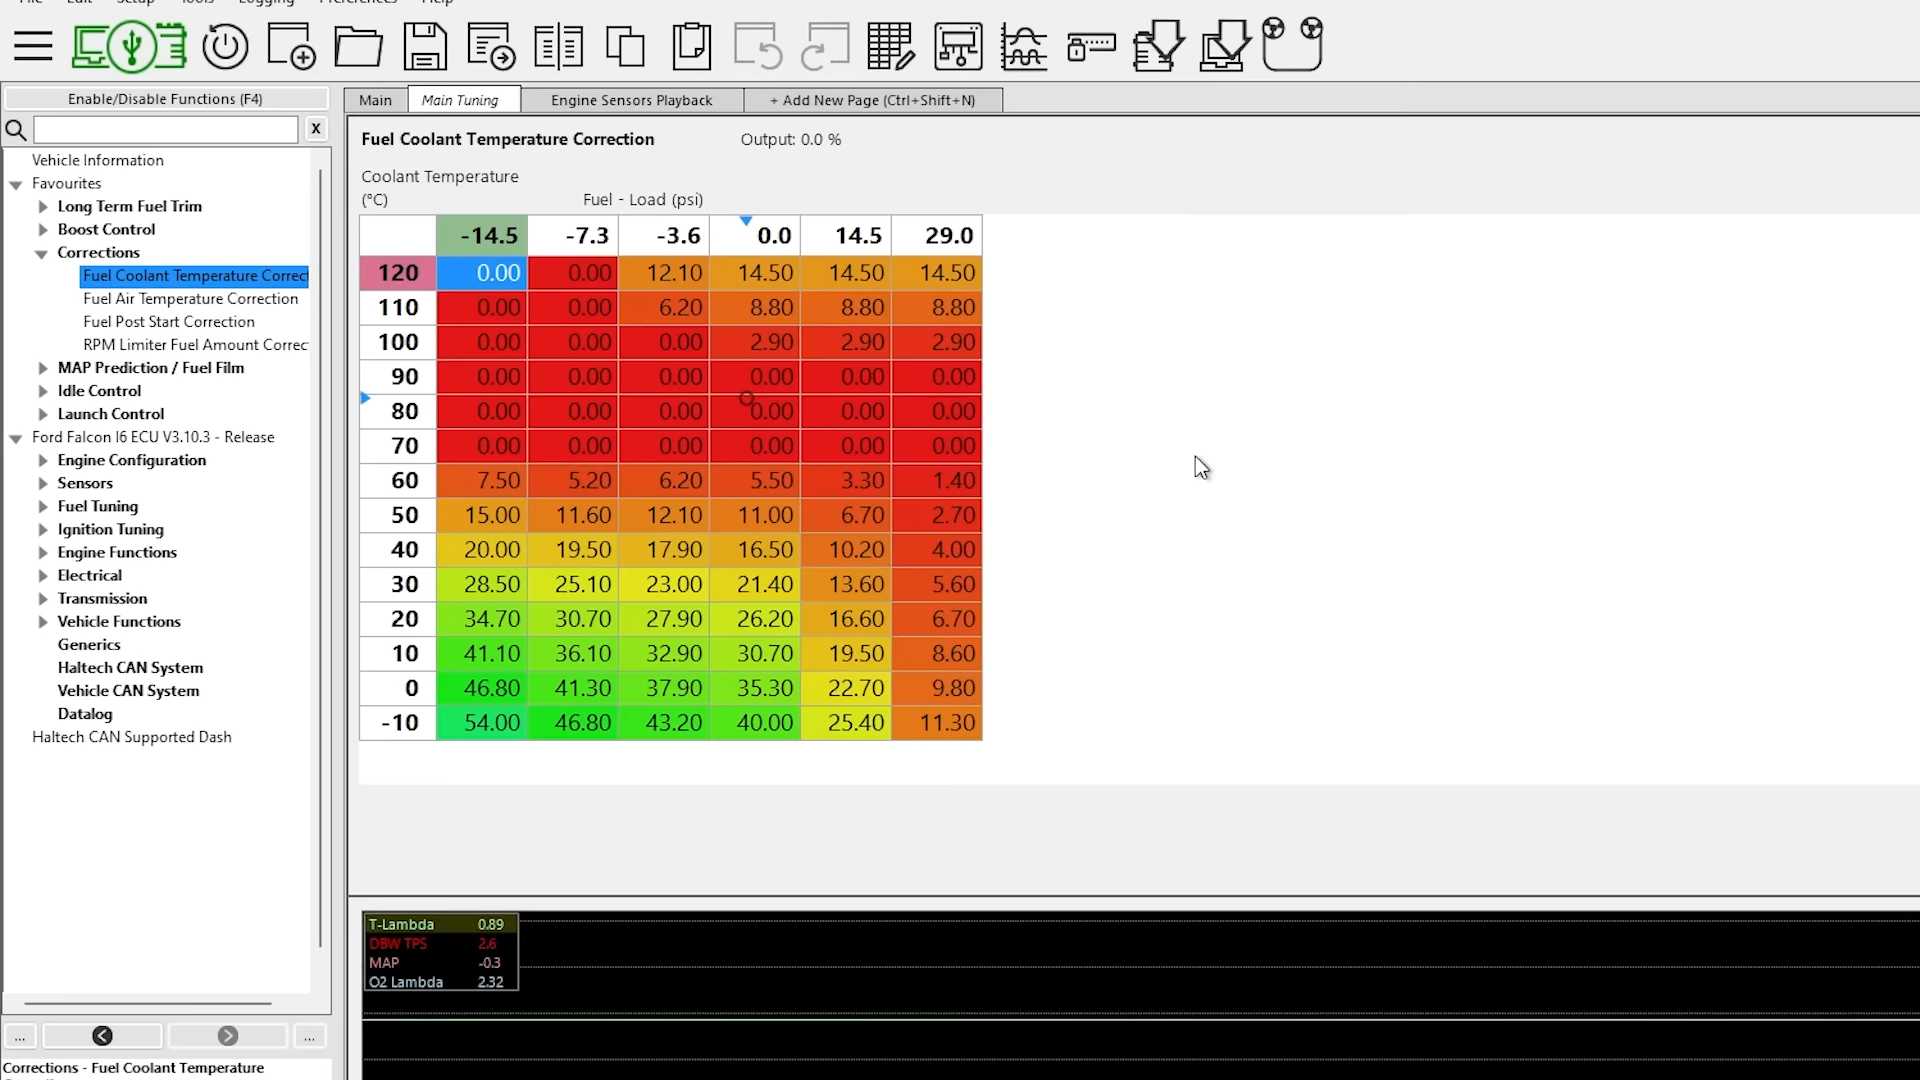 File Edit Setup Tools Logging Preferences Help
Enable/Disable Functions (F4)
Main
Main Tuning
Engine Sensors Playback
+ Add New Page (Ctrl+Shift+N)
X
Vehicle Information
Favourites
Long Term Fuel Trim
Boost Control
Corrections
Fuel Coolant Temperature Correct
Fuel Air Temperature Correction
Fuel Post Start Correction
RPM Limiter Fuel Amount Correc
MAP Prediction / Fuel Film
Idle Control
Launch Control
Ford Falcon I6 ECU V3.10.3 - Release
Engine Configuration
Sensors
Fuel Tuning
Ignition Tuning
Engine Functions
Electrical
Transmission
Vehicle Functions
Generics
Haltech CAN System
Vehicle CAN System
Datalog
Haltech CAN Supported Dash
... ...
Corrections - Fuel Coolant Temperature
Fuel Coolant Temperature Correction Output: 0.0 %
Coolant Temperature
(°C) Fuel - Load (psi)
-14.5 -7.3 -3.6 0.0 14.5 29.0
120 0.00 0.00 12.10 14.50 14.50 14.50
110 0.00 0.00 6.20 8.80 8.80 8.80
100 0.00 0.00 0.00 2.90 2.90 2.90
90 0.00 0.00 0.00 0.00 0.00 0.00
80 0.00 0.00 0.00 0.00 0.00 0.00
70 0.00 0.00 0.00 0.00 0.00 0.00
60 7.50 5.20 6.20 5.50 3.30 1.40
50 15.00 11.60 12.10 11.00 6.70 2.70
40 20.00 19.50 17.90 16.50 10.20 4.00
30 28.50 25.10 23.00 21.40 13.60 5.60
20 34.70 30.70 27.90 26.20 16.60 6.70
10 41.10 36.10 32.90 30.70 19.50 8.60
0 46.80 41.30 37.90 35.30 22.70 9.80
-10 54.00 46.80 43.20 40.00 25.40 11.30
T-Lambda 0.89
DBW TPS 2.6
MAP -0.3
O2 Lambda 2.32